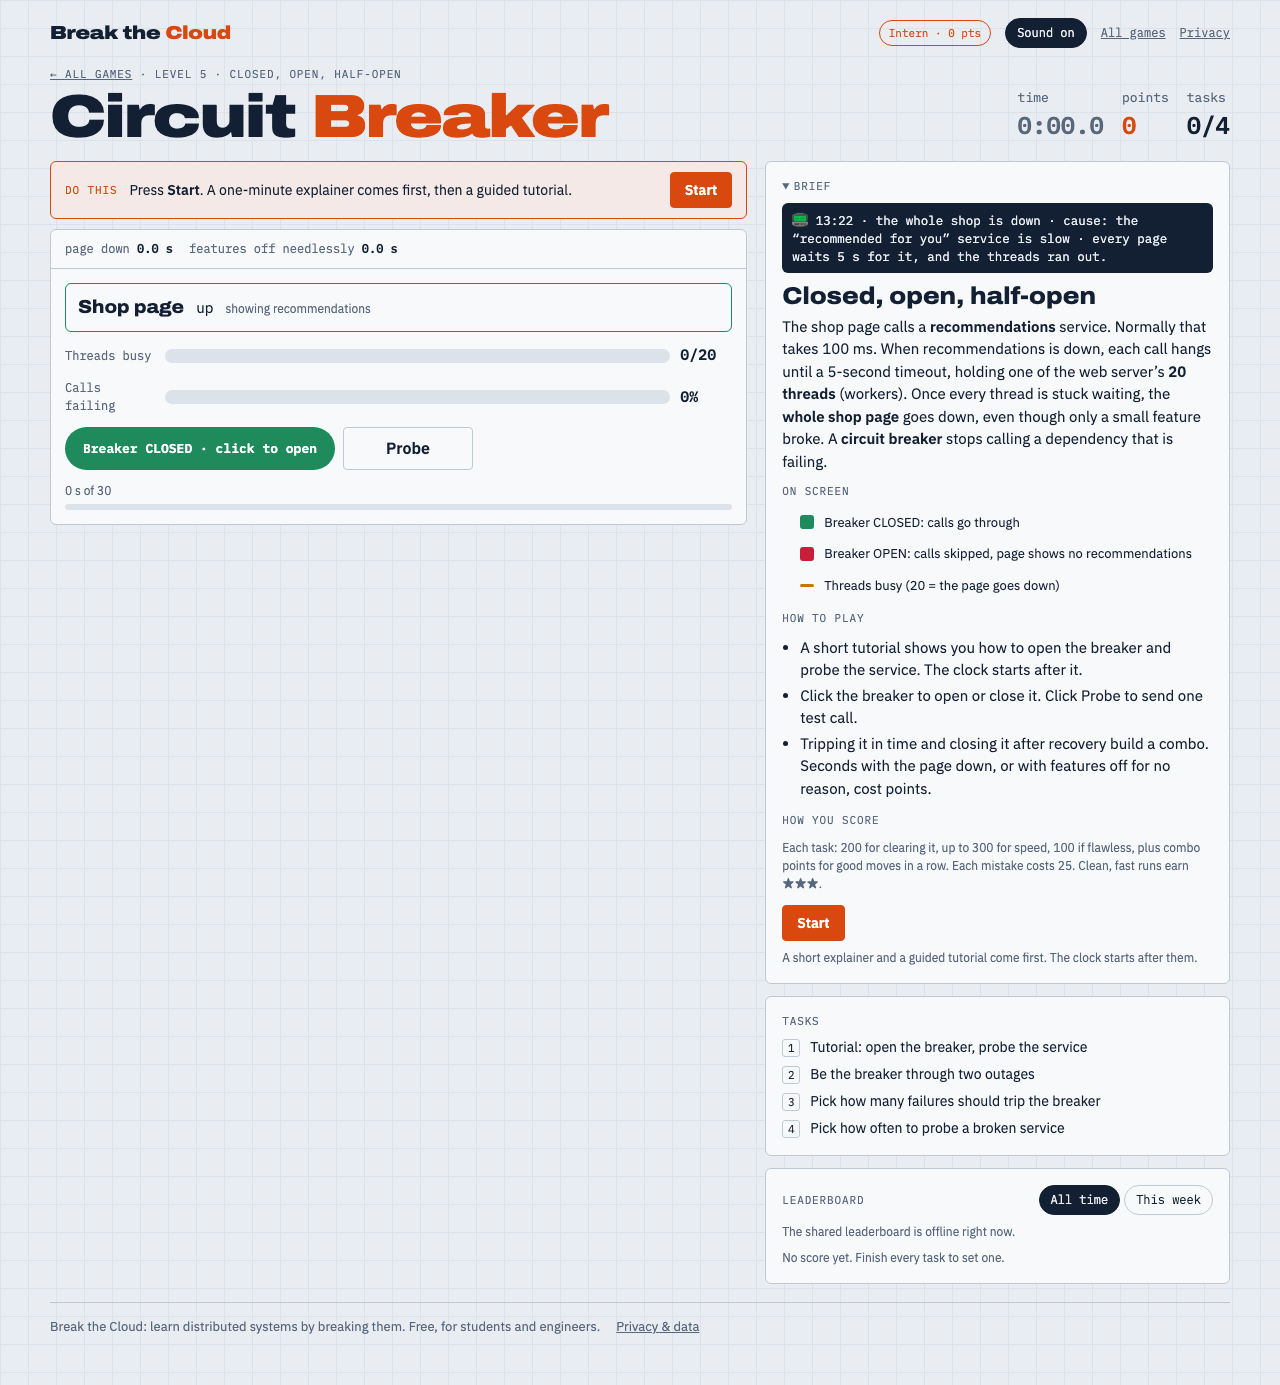 Break the Cloud
Intern · 0 pts
Sound on
All games
Privacy
← ALL GAMES · LEVEL 5 · CLOSED, OPEN, HALF-OPEN
Circuit Breaker
time
0:00.0
points
0
tasks
0/4
DO THIS Press Start. A one-minute explainer comes first, then a guided tutorial.
Start
page down 0.0 s features off needlessly 0.0 s
Shop page up showing recommendations
Threads busy 0/20
Calls
failing 0%
Breaker CLOSED · click to open
Probe
0 s of 30
▼ BRIEF
13:22 · the whole shop is down · cause: the
“recommended for you” service is slow · every page
waits 5 s for it, and the threads ran out.
Closed, open, half-open
The shop page calls a recommendations service. Normally that
takes 100 ms. When recommendations is down, each call hangs
until a 5-second timeout, holding one of the web server’s 20
threads (workers). Once every thread is stuck waiting, the
whole shop page goes down, even though only a small feature
broke. A circuit breaker stops calling a dependency that is
failing.
ON SCREEN
Breaker CLOSED: calls go through
Breaker OPEN: calls skipped, page shows no recommendations
Threads busy (20 = the page goes down)
HOW TO PLAY
• A short tutorial shows you how to open the breaker and
probe the service. The clock starts after it.
• Click the breaker to open or close it. Click Probe to send one
test call.
• Tripping it in time and closing it after recovery build a combo.
Seconds with the page down, or with features off for no
reason, cost points.
HOW YOU SCORE
Each task: 200 for clearing it, up to 300 for speed, 100 if flawless, plus combo
points for good moves in a row. Each mistake costs 25. Clean, fast runs earn
★★★.
Start
A short explainer and a guided tutorial come first. The clock starts after them.
TASKS
1 Tutorial: open the breaker, probe the service
2 Be the breaker through two outages
3 Pick how many failures should trip the breaker
4 Pick how often to probe a broken service
LEADERBOARD
All time
This week
The shared leaderboard is offline right now.
No score yet. Finish every task to set one.
Break the Cloud: learn distributed systems by breaking them. Free, for students and engineers. Privacy & data